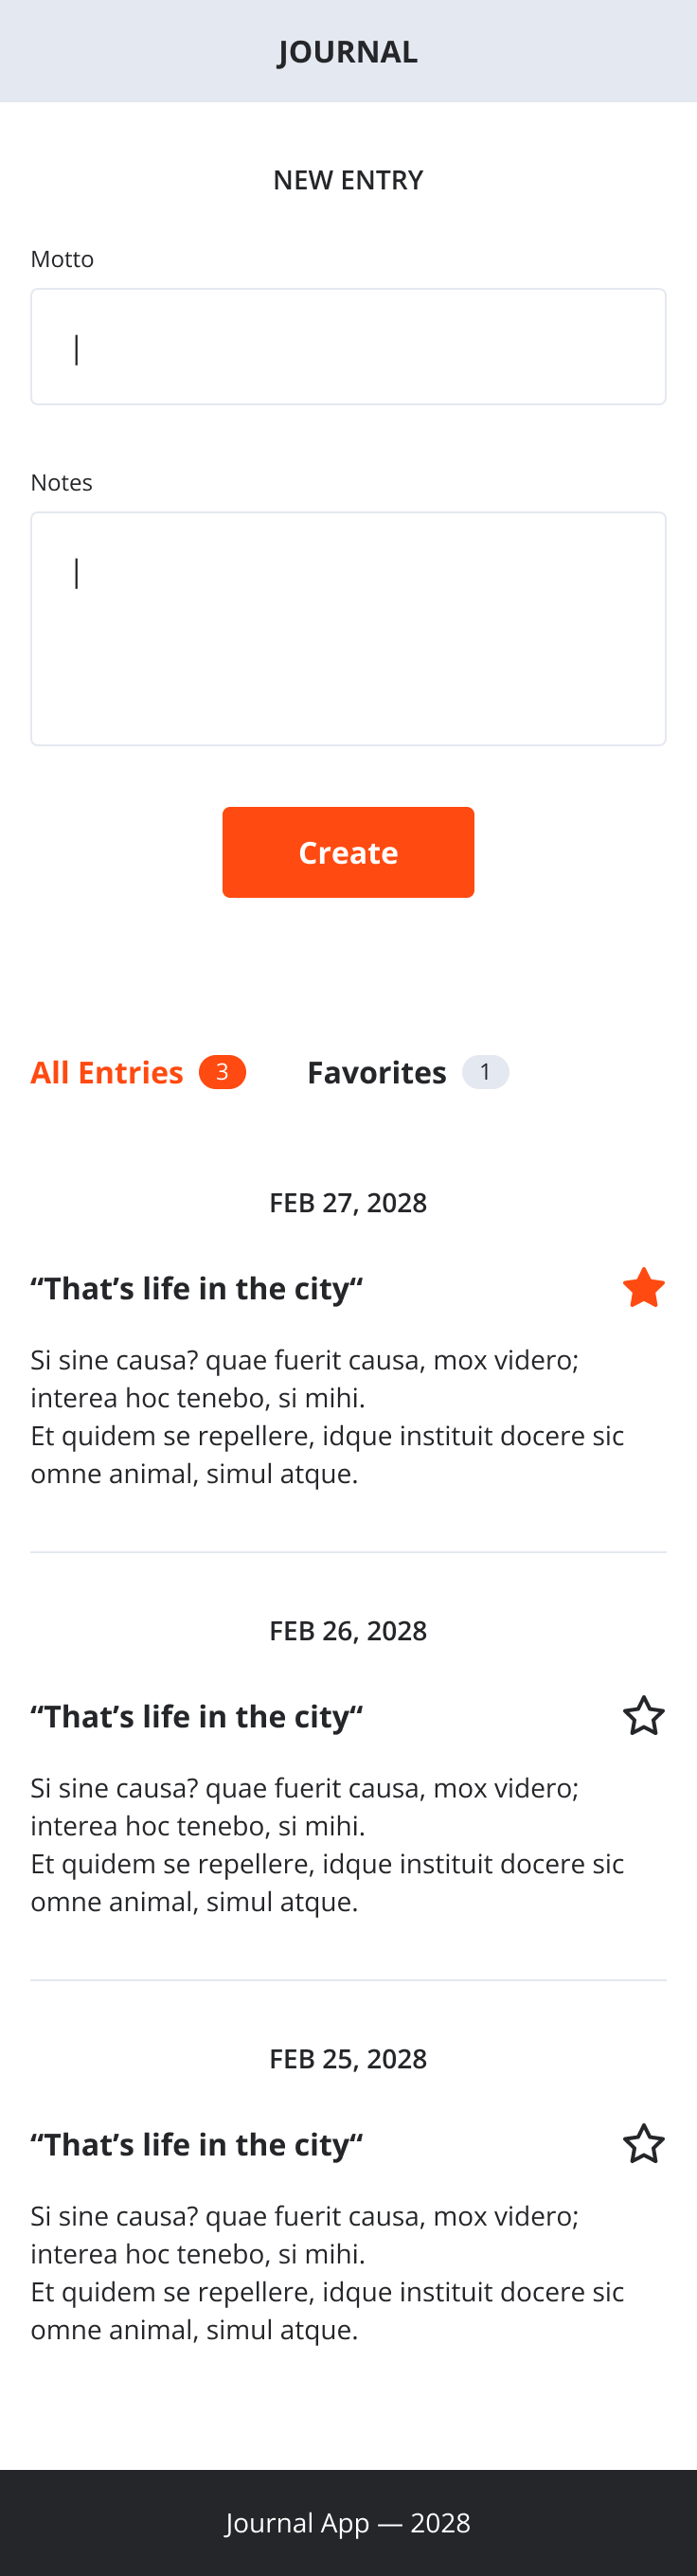 JOURNAL
NEW ENTRY
Motto
Notes
Create
All Entries 3 Favorites 1
FEB 27, 2028
“That’s life in the city“
Si sine causa? quae fuerit causa, mox videro;
interea hoc tenebo, si mihi.
Et quidem se repellere, idque instituit docere sic
omne animal, simul atque.
FEB 26, 2028
“That’s life in the city“
Si sine causa? quae fuerit causa, mox videro;
interea hoc tenebo, si mihi.
Et quidem se repellere, idque instituit docere sic
omne animal, simul atque.
FEB 25, 2028
“That’s life in the city“
Si sine causa? quae fuerit causa, mox videro;
interea hoc tenebo, si mihi.
Et quidem se repellere, idque instituit docere sic
omne animal, simul atque.
Journal App — 2028